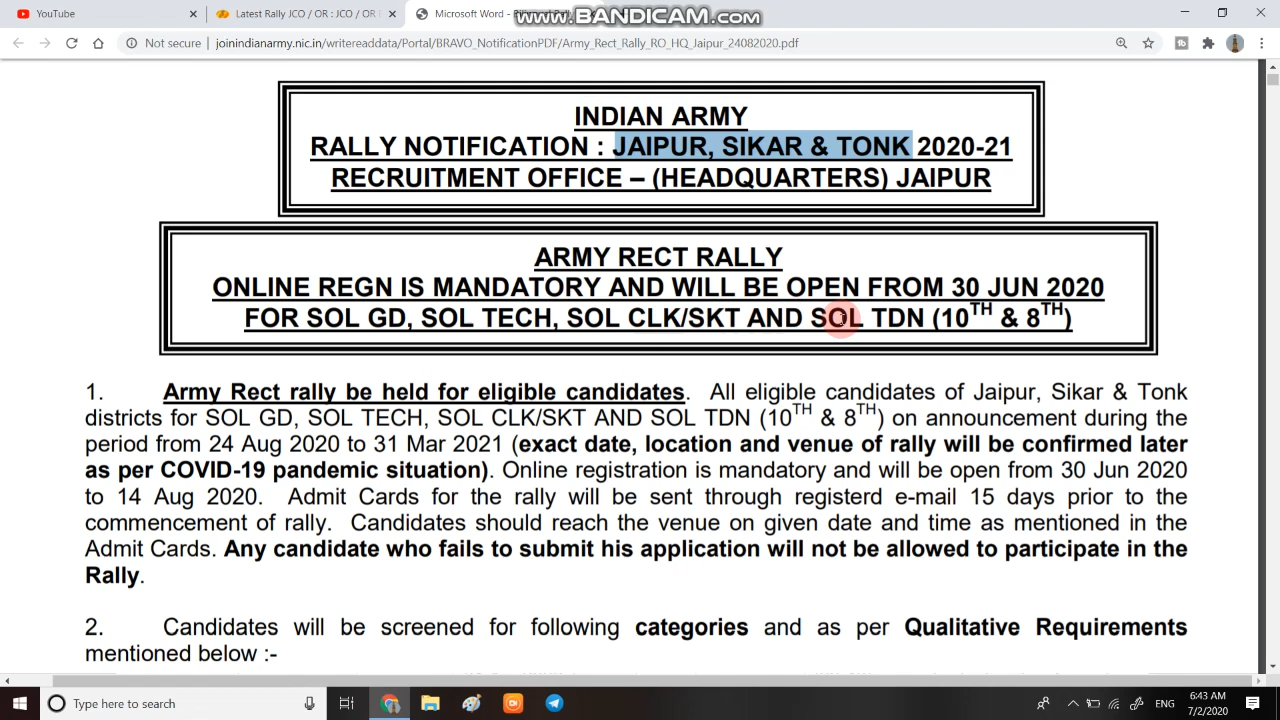 YouTube
Latest Rally JCO / OR : JCO / OR
Microsoft Word -
www.BANDICAM.com
Not secure
joinindianarmy.nic.in/writereaddata/Portal/BRAVO_NotificationPDF/Army_Rect_Rally_RO_HQ_Jaipur_24082020.pdf
INDIAN ARMY
RALLY NOTIFICATION : JAIPUR, SIKAR & TONK 2020-21
RECRUITMENT OFFICE – (HEADQUARTERS) JAIPUR
ARMY RECT RALLY
ONLINE REGN IS MANDATORY AND WILL BE OPEN FROM 30 JUN 2020
FOR SOL GD, SOL TECH, SOL CLK/SKT AND SOL TDN (10TH & 8TH)
1. Army Rect rally be held for eligible candidates. All eligible candidates of Jaipur, Sikar & Tonk
districts for SOL GD, SOL TECH, SOL CLK/SKT AND SOL TDN (10TH & 8TH) on announcement during the
period from 24 Aug 2020 to 31 Mar 2021 (exact date, location and venue of rally will be confirmed later
as per COVID-19 pandemic situation). Online registration is mandatory and will be open from 30 Jun 2020
to 14 Aug 2020. Admit Cards for the rally will be sent through registerd e-mail 15 days prior to the
commencement of rally. Candidates should reach the venue on given date and time as mentioned in the
Admit Cards. Any candidate who fails to submit his application will not be allowed to participate in the
Rally.
2. Candidates will be screened for following categories and as per Qualitative Requirements
mentioned below :-
Type here to search
ENG
6:43 AM
7/2/2020